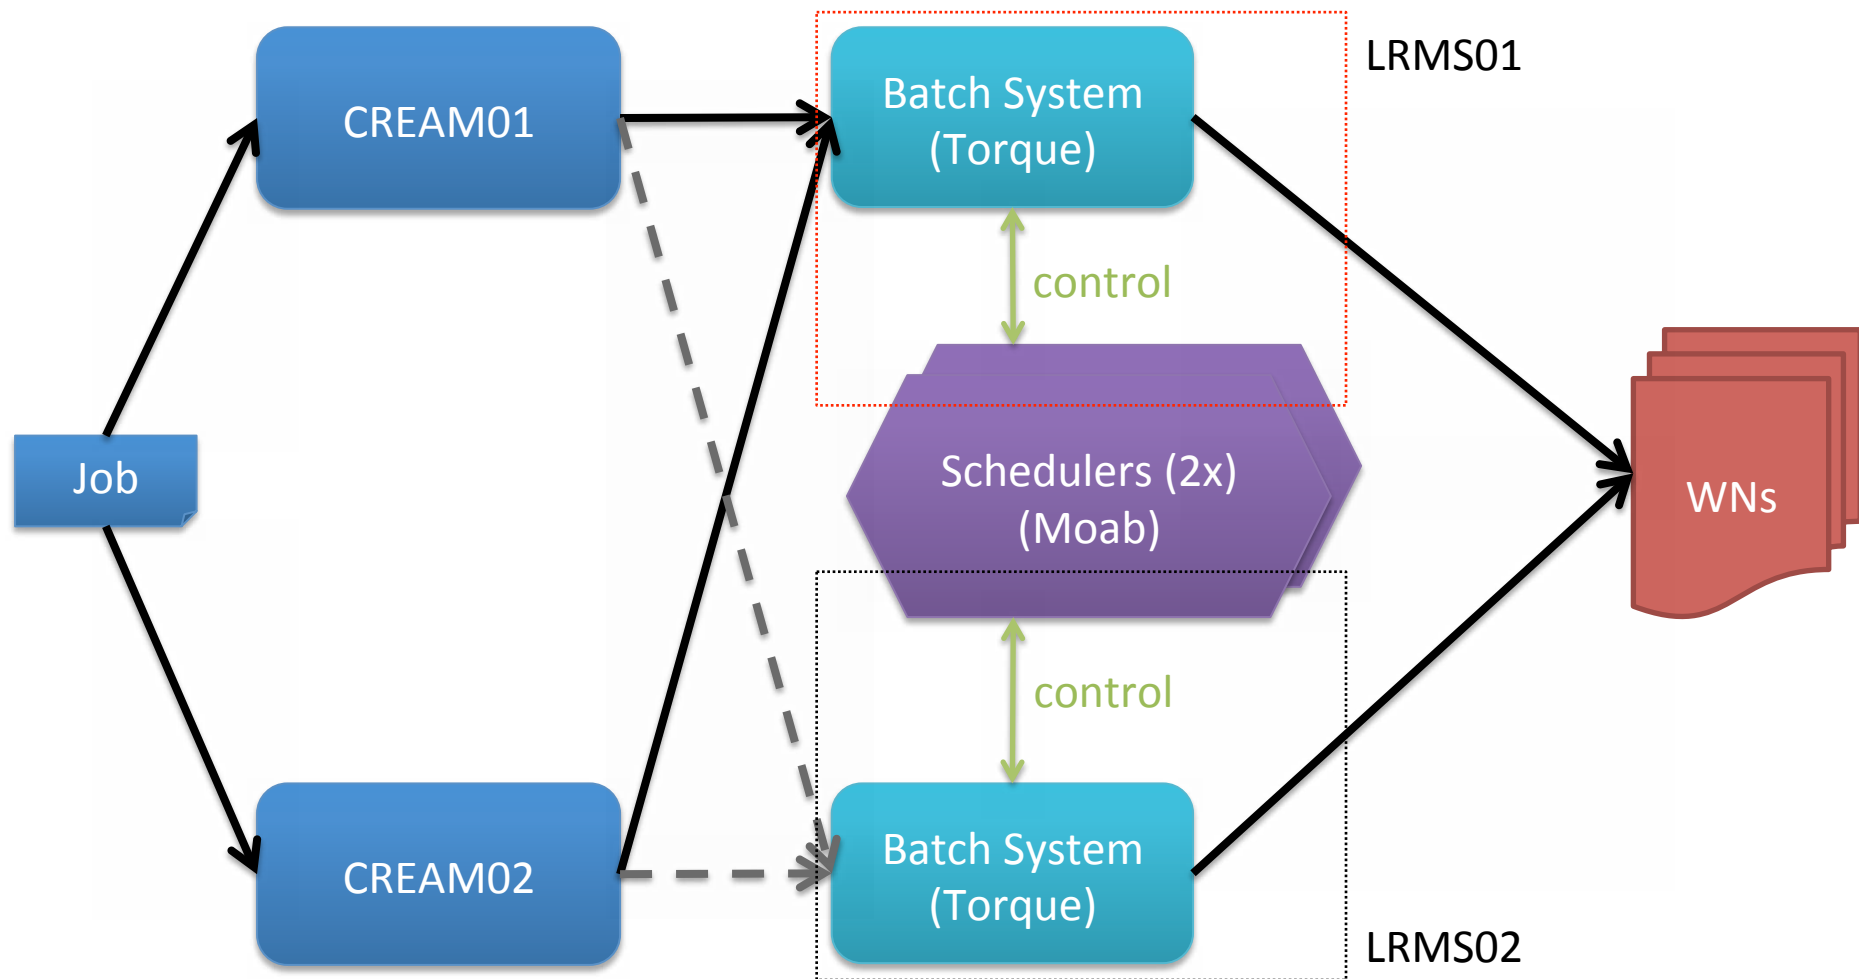 LRMS01
CREAM01
Batch System
(Torque)
control
Job
Schedulers (2x)
(Moab)
WNs
control
CREAM02
Batch System
(Torque)
LRMS02